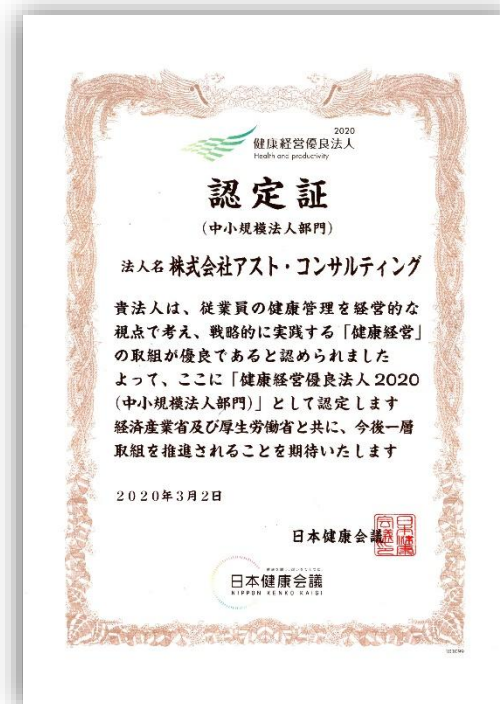 2020
健康経営優良法人
Health and productivity
認定証
（中小規模法人部門）
法人名 株式会社アスト・コンサルティング
貴法人は、従業員の健康管理を経営的な
視点で考え、戦略的に実践する「健康経営」
の取組が優良であると認められました
よって、ここに「健康経営優良法人2020
（中小規模法人部門）」として認定します
経済産業省及び厚生労働省と共に、今後一層
取組を推進されることを期待いたします
2020年3月2日
日本健康会議
日本健康会議
NIPPON KENKO KAIGI